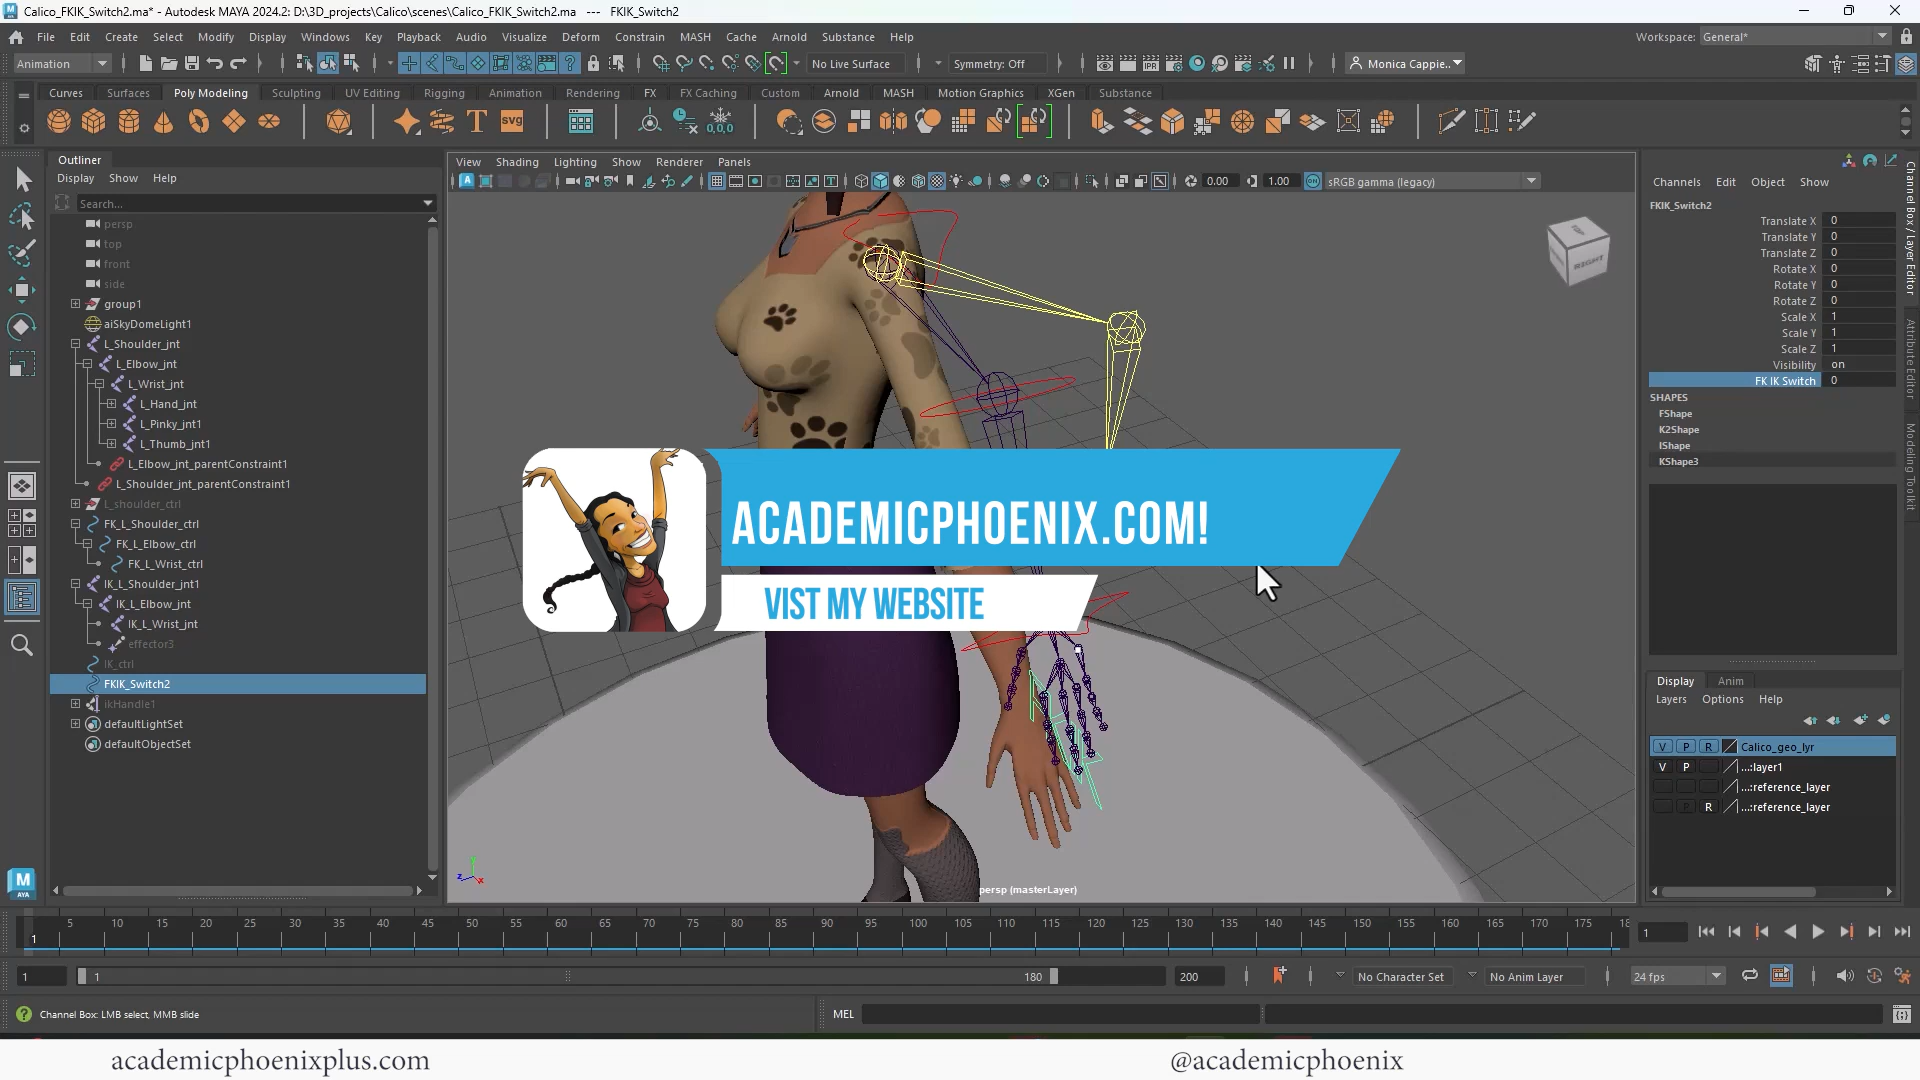 Calico_FKIK_Switch2.ma* - Autodesk MAYA 2024.2: D:\3D_projects\Calico\scenes\Calico_FKIK_Switch2.ma --- FKIK_Switch2
File Edit Create Select Modify Display Windows Key Playback Audio Visualize Deform Constrain MASH Cache Arnold Substance Help
Workspace: General*
Animation
No Live Surface
Symmetry: Off
Monica Cappie..
Curves Surfaces Poly Modeling Sculpting UV Editing Rigging Animation Rendering FX FX Caching Custom Arnold MASH Motion Graphics XGen Substance
Outliner
Display Show Help
Search...
persp
top
front
side
group1
aiSkyDomeLight1
L_Shoulder_jnt
L_Elbow_jnt
L_Wrist_jnt
L_Hand_jnt
L_Pinky_jnt1
L_Thumb_jnt1
L_Elbow_jnt_parentConstraint1
L_Shoulder_jnt_parentConstraint1
L_shoulder_ctrl
FK_L_Shoulder_ctrl
FK_L_Elbow_ctrl
FK_L_Wrist_ctrl
IK_L_Shoulder_jnt1
IK_L_Elbow_jnt
IK_L_Wrist_jnt
effector3
IK_ctrl
FKIK_Switch2
ikHandle1
defaultLightSet
defaultObjectSet
View Shading Lighting Show Renderer Panels
0.00 1.00 sRGB gamma (legacy)
RIGHT
ACADEMICPHOENIX.COM!
VIST MY WEBSITE
persp (masterLayer)
Channels Edit Object Show
FKIK_Switch2
Translate X 0
Translate Y 0
Translate Z 0
Rotate X 0
Rotate Y 0
Rotate Z 0
Scale X 1
Scale Y 1
Scale Z 1
Visibility on
FK IK Switch 0
SHAPES
FShape
K2Shape
IShape
KShape3
Channel Box / Layer Editor
Attribute Editor
Modeling Toolkit
Display Anim
Layers Options Help
V P R Calico_geo_lyr
V P ...:layer1
...:reference_layer
R ...:reference_layer
5 10 15 20 25 30 35 40 45 50 55 60 65 70 75 80 85 90 95 100 105 110 115 120 125 130 135 140 145 150 155 160 165 170 175 18
1
1
1 1 180 200
No Character Set
No Anim Layer
24 fps
Channel Box: LMB select, MMB slide
MEL
academicphoenixplus.com
@academicphoenix